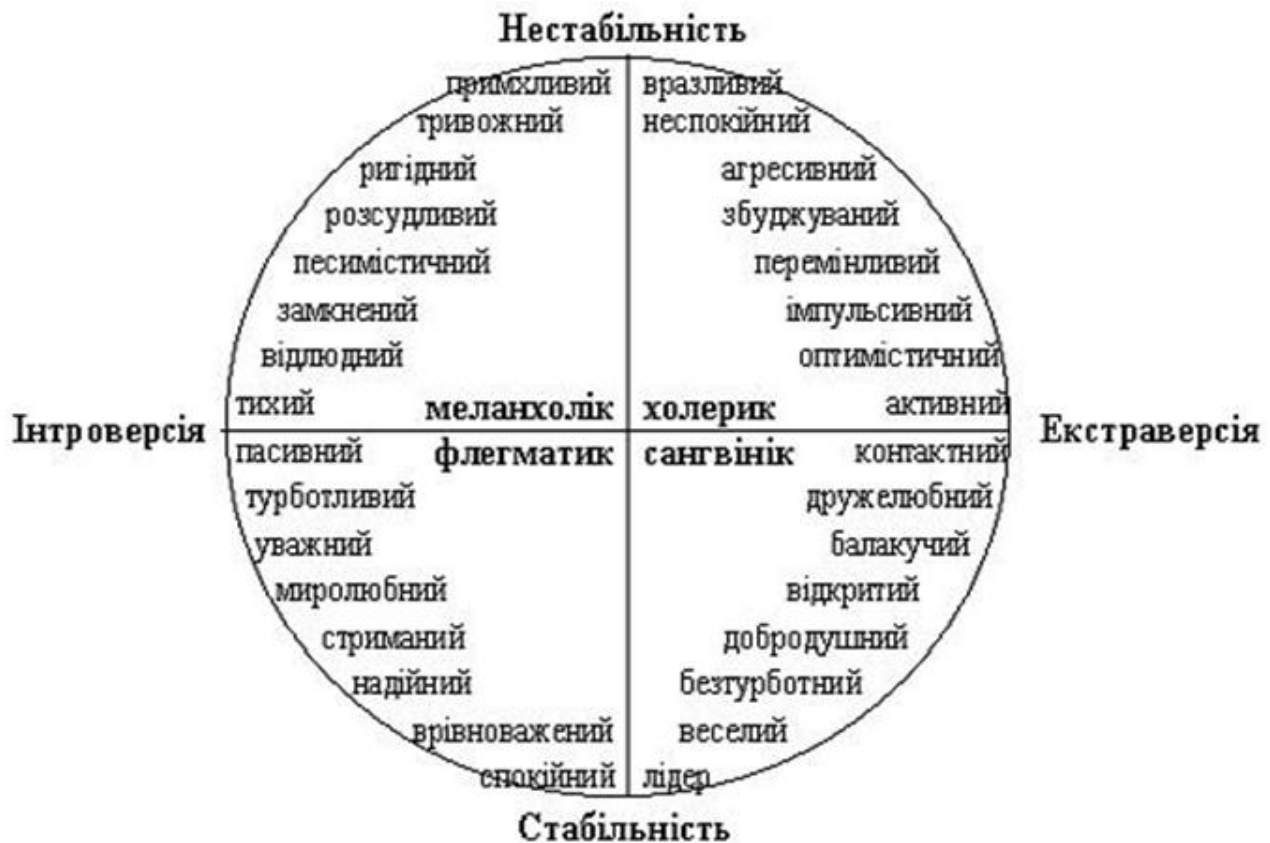 Нестабільність
примхливий вразливий
тривожний неспокійний
ригідний агресивний
розсудливий збуджуваний
песимістичний перемінливий
замкнений імпульсивний
відлюдний оптимістичний
тихий меланхолік холерик активний
Інтроверсія Екстраверсія
пасивний флегматик сангвінік контактний
турботливий дружелюбний
уважний балакучий
миролюбний відкритий
стриманий добродушний
надійний безтурботний
врівноважений веселий
спокійний лідер
Стабільність